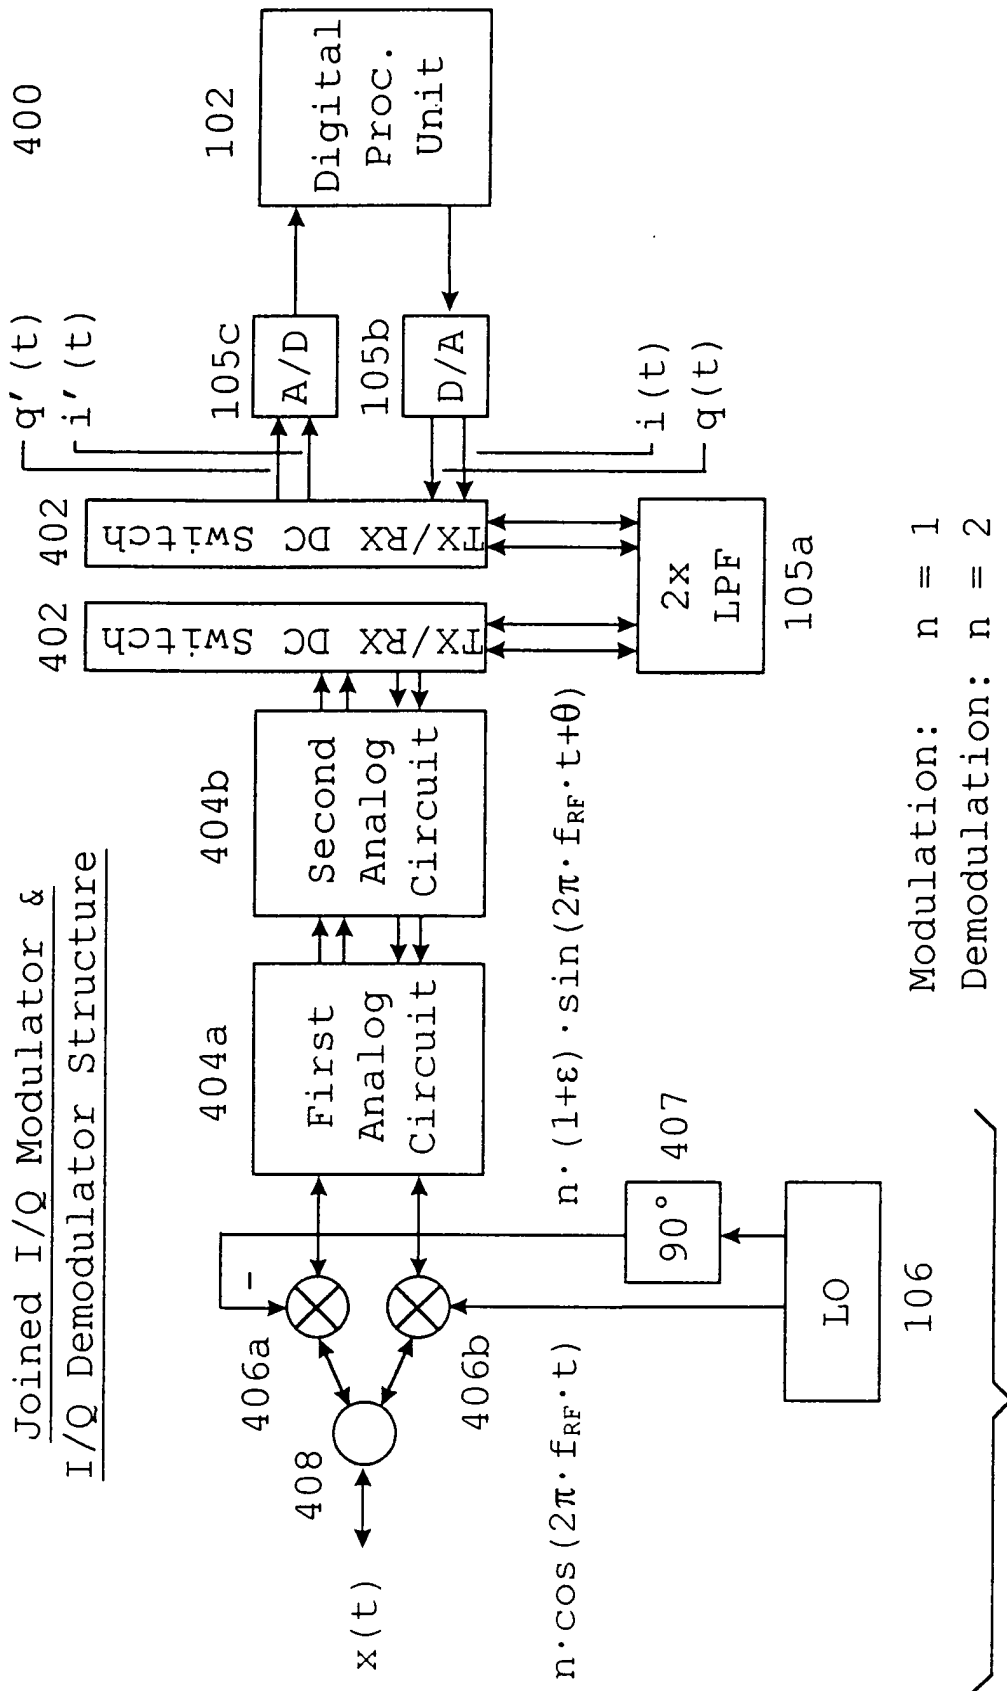 Joined I/Q Modulator &
I/Q Demodulator Structure
400
q'(t)
i'(t)
102
Digital
Proc.
Unit
105c
A/D
105b
D/A
i(t)
q(t)
402
TX/RX DC Switch
402
TX/RX DC Switch
2x
LPF
105a
404b
Second
Analog
Circuit
404a
First
Analog
Circuit
406a
−
406b
408
x(t)
n·(1+ε)·sin(2π·f_RF·t+θ)
407
90°
n·cos(2π·f_RF·t)
LO
106
Modulation: n = 1
Demodulation: n = 2